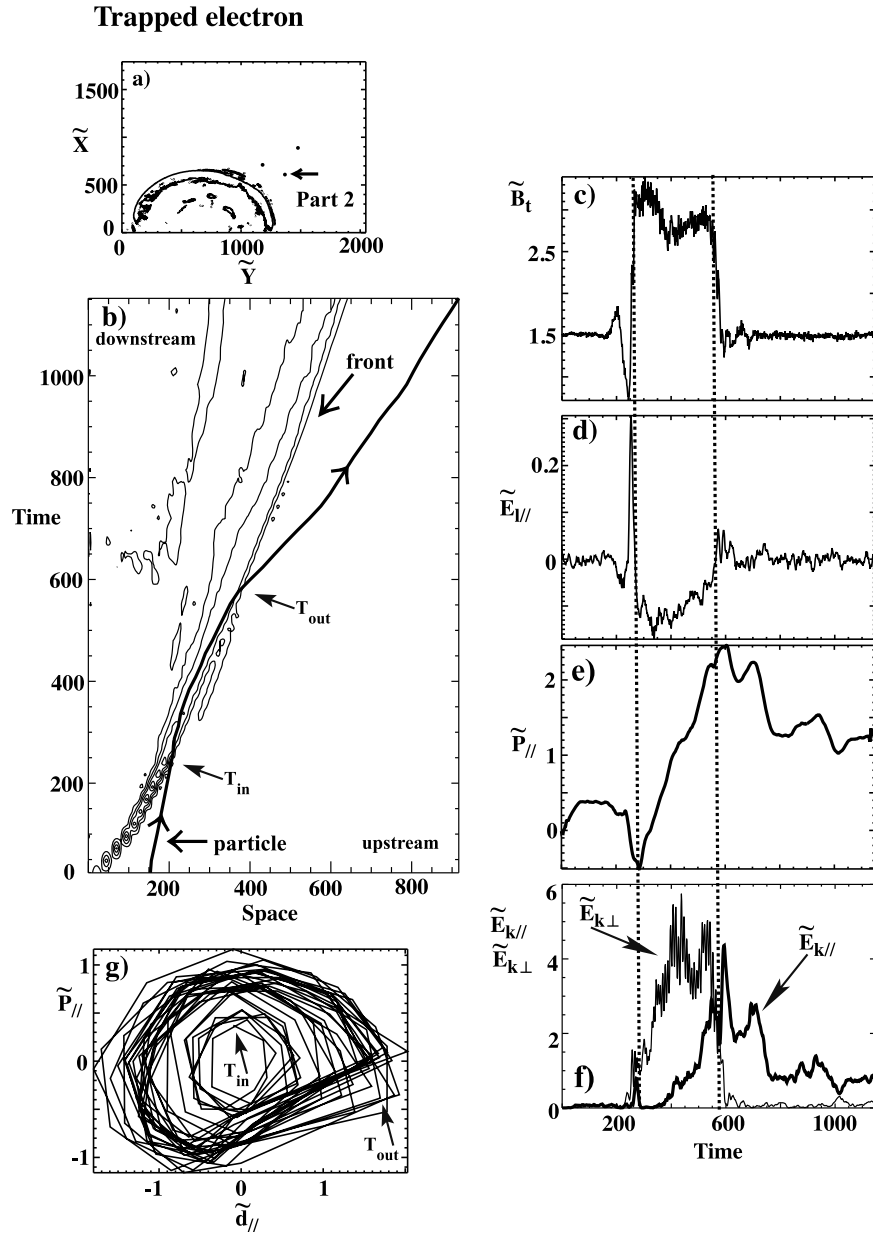 Trapped electron
a)
X̃
1500
1000
500
0
Part 2
0
1000
2000
Ỹ
b)
downstream
front
1000
800
Time
600
T_out
400
200
T_in
particle
upstream
0
200
400
600
800
Space
c)
B̃_t
2.5
1.5
d)
0.2
Ẽ_l//
0
e)
2
P̃_//
1
0
f)
6
Ẽ_k//
Ẽ_k⊥
Ẽ_k⊥
Ẽ_k//
4
2
0
200
600
1000
Time
g)
1
P̃_//
0
T_in
T_out
-1
-1
0
1
d̃_//